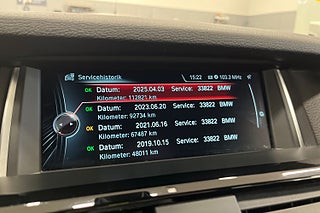 Servicehistorik 15:22 103.2 MHz
OK Datum: 2025.04.03 Service: 33822 BMW
Kilometer: 112821 km
OK Datum: 2023.06.20 Service: 33822 BMW
Kilometer: 92734 km
OK Datum: 2021.06.16 Service: 33822 BMW
Kilometer: 67487 km
OK Datum: 2019.10.15 Service: 33822 BMW
Kilometer: 48011 km